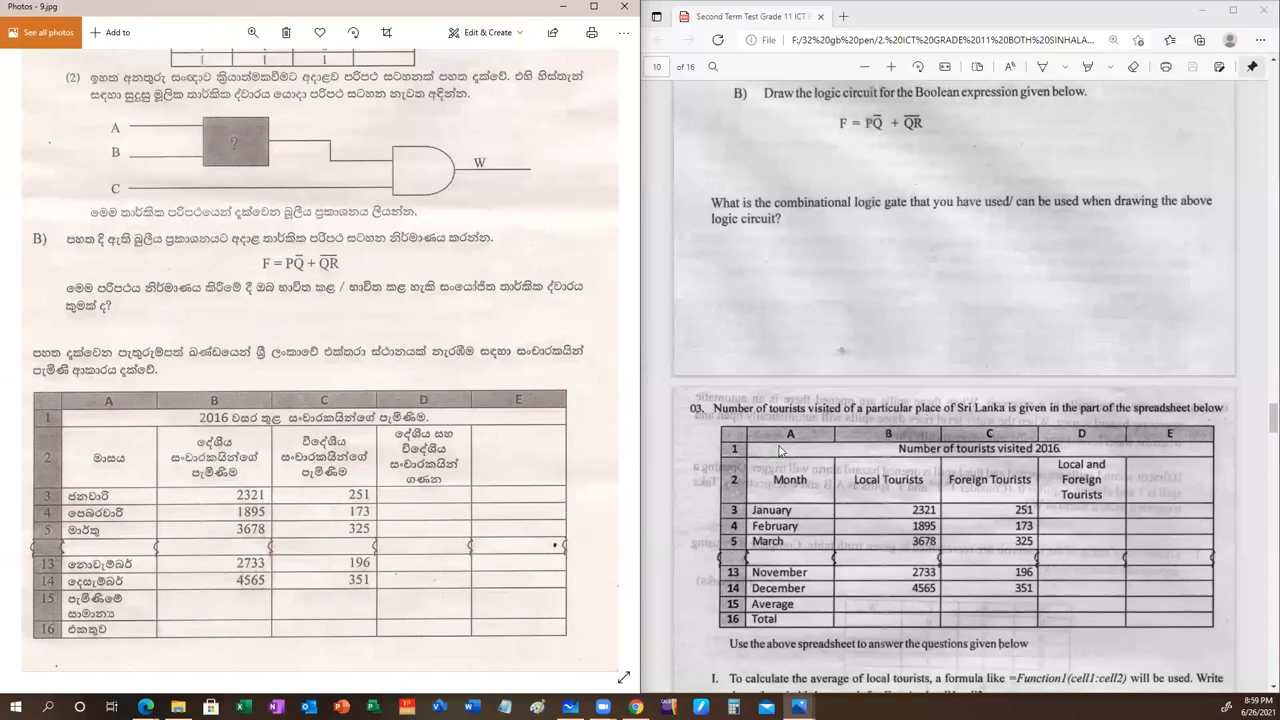 Photos - 9.jpg
See all photos
Add to
Edit & Create
1 1 1
(2) ඉහත අනතුරු සංඥාව ක්‍රියාත්මකවීමට අදාළව පරිපථ සටහනක් පහත දැක්වේ. එහි හිස්තැන්
සඳහා සුදුසු මූලික තාර්කික ද්වාරය යොදා පරිපථ සටහන නැවත අඳින්න.
A
?
B
W
C
මෙම තාර්කික පරිපථයෙන් දැක්වෙන බූලීය ප්‍රකාශනය ලියන්න.
B) පහත දී ඇති බූලීය ප්‍රකාශනයට අදාළ තාර්කික පරිපථ සටහන නිර්මාණය කරන්න.
F = PQ̅ + Q̅R̅
මෙම පරිපථය නිර්මාණය කිරීමේ දී ඔබ භාවිත කළ / භාවිත කළ හැකි සංයෝජිත තාර්කික ද්වාරය
කුමක් ද?
පහත දැක්වෙන පැතුරුම්පත් ඛණ්ඩයෙන් ශ්‍රී ලංකාවේ එක්තරා ස්ථානයක් නැරඹීම සඳහා සංචාරකයින්
පැමිණි ආකාරය දැක්වේ.
A B C D E
1 2016 වසර තුළ සංචාරකයින්ගේ පැමිණීම.
2 මාසය දේශීය සංචාරකයින්ගේ පැමිණීම විදේශීය සංචාරකයින්ගේ පැමිණීම දේශීය සහ විදේශීය සංචාරකයින් ගණන
3 ජනවාරි 2321 251
4 පෙබරවාරි 1895 173
5 මාර්තු 3678 325
13 නොවැම්බර් 2733 196
14 දෙසැම්බර් 4565 351
15 පැමිණීමේ සාමාන්‍ය
16 එකතුව
Second Term Test Grade 11 ICT E
File F:/32%20gb%20pen/2.%20ICT%20GRADE%2011%20BOTH%20SINHALA...
10 of 16
B) Draw the logic circuit for the Boolean expression given below.
F = PQ̅ + Q̅R̅
What is the combinational logic gate that you have used/ can be used when drawing the above
logic circuit?
03. Number of tourists visited of a particular place of Sri Lanka is given in the part of the spreadsheet below
A B C D E
1 Number of tourists visited 2016.
2 Month Local Tourists Foreign Tourists Local and Foreign Tourists
3 January 2321 251
4 February 1895 173
5 March 3678 325
13 November 2733 196
14 December 4565 351
15 Average
16 Total
Use the above spreadsheet to answer the questions given below
I. To calculate the average of local tourists, a formula like =Function1(cell1:cell2) will be used. Write
8:59 PM
6/26/2021